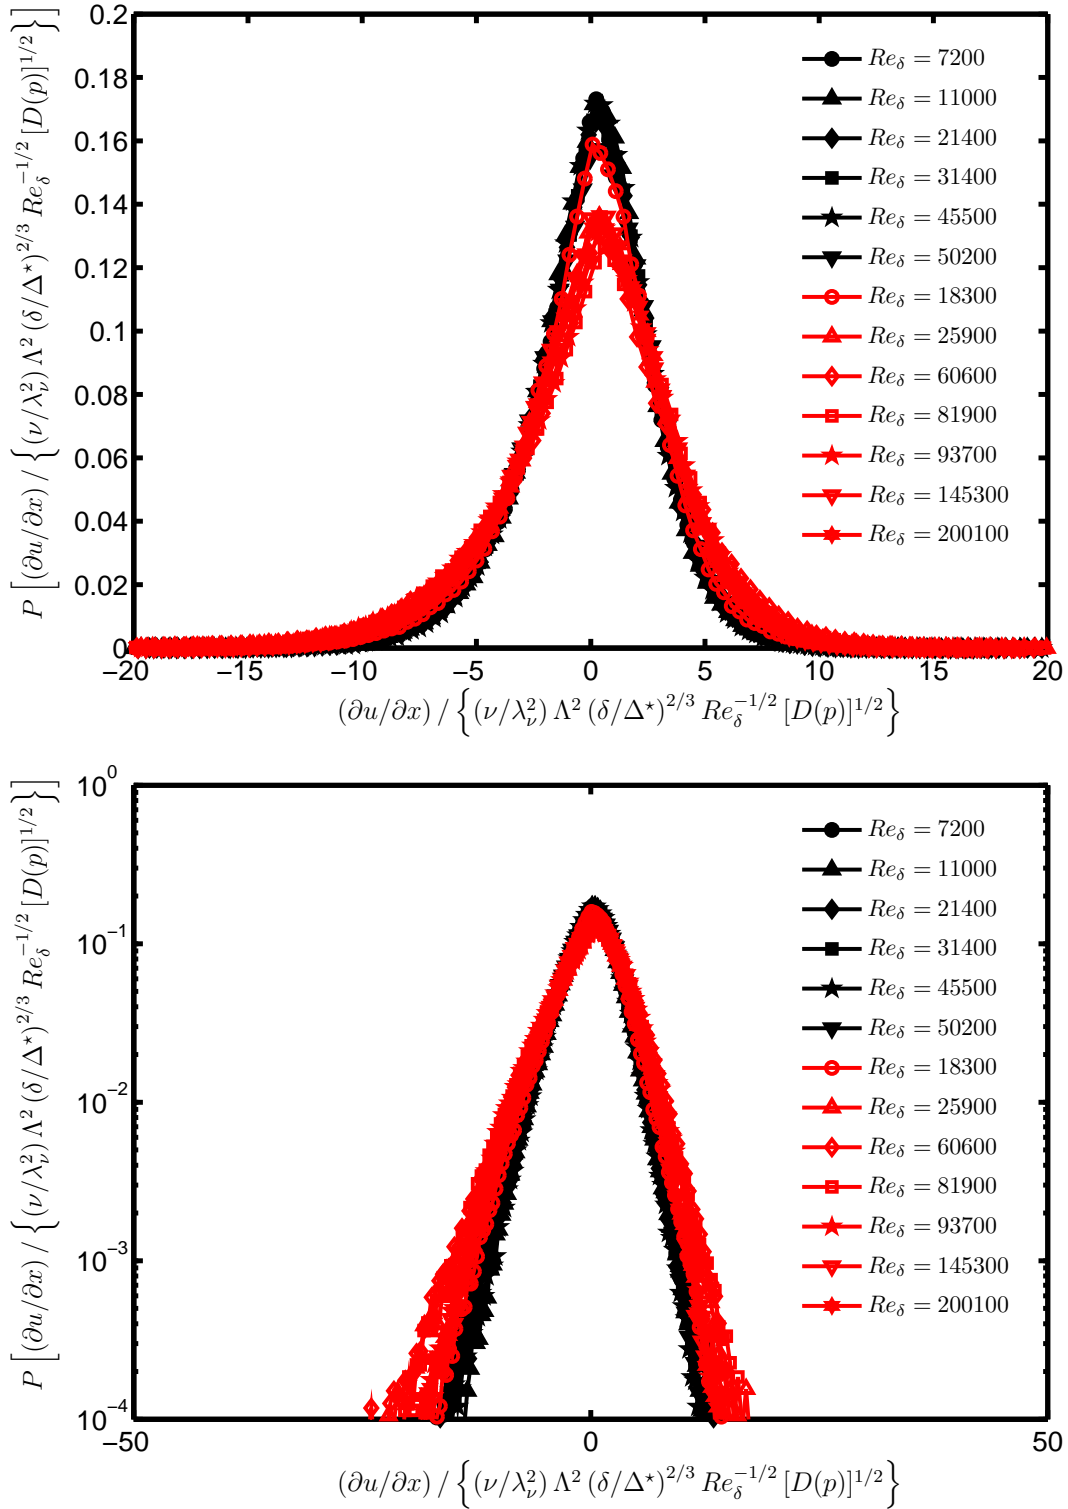 P [(∂u/∂x) / {(ν/λ_ν^2) Λ^2 (δ/Δ⋆)^{2/3} Re_δ^{−1/2} [D(p)]^{1/2}}]
0.2
0.18
0.16
0.14
0.12
0.1
0.08
0.06
0.04
0.02
0
−20 −15 −10 −5 0 5 10 15 20
(∂u/∂x) / {(ν/λ_ν^2) Λ^2 (δ/Δ⋆)^{2/3} Re_δ^{−1/2} [D(p)]^{1/2}}
Re_δ = 7200
Re_δ = 11000
Re_δ = 21400
Re_δ = 31400
Re_δ = 45500
Re_δ = 50200
Re_δ = 18300
Re_δ = 25900
Re_δ = 60600
Re_δ = 81900
Re_δ = 93700
Re_δ = 145300
Re_δ = 200100
P [(∂u/∂x) / {(ν/λ_ν^2) Λ^2 (δ/Δ⋆)^{2/3} Re_δ^{−1/2} [D(p)]^{1/2}}]
10^0
10^{−1}
10^{−2}
10^{−3}
10^{−4}
−50 0 50
(∂u/∂x) / {(ν/λ_ν^2) Λ^2 (δ/Δ⋆)^{2/3} Re_δ^{−1/2} [D(p)]^{1/2}}
Re_δ = 7200
Re_δ = 11000
Re_δ = 21400
Re_δ = 31400
Re_δ = 45500
Re_δ = 50200
Re_δ = 18300
Re_δ = 25900
Re_δ = 60600
Re_δ = 81900
Re_δ = 93700
Re_δ = 145300
Re_δ = 200100